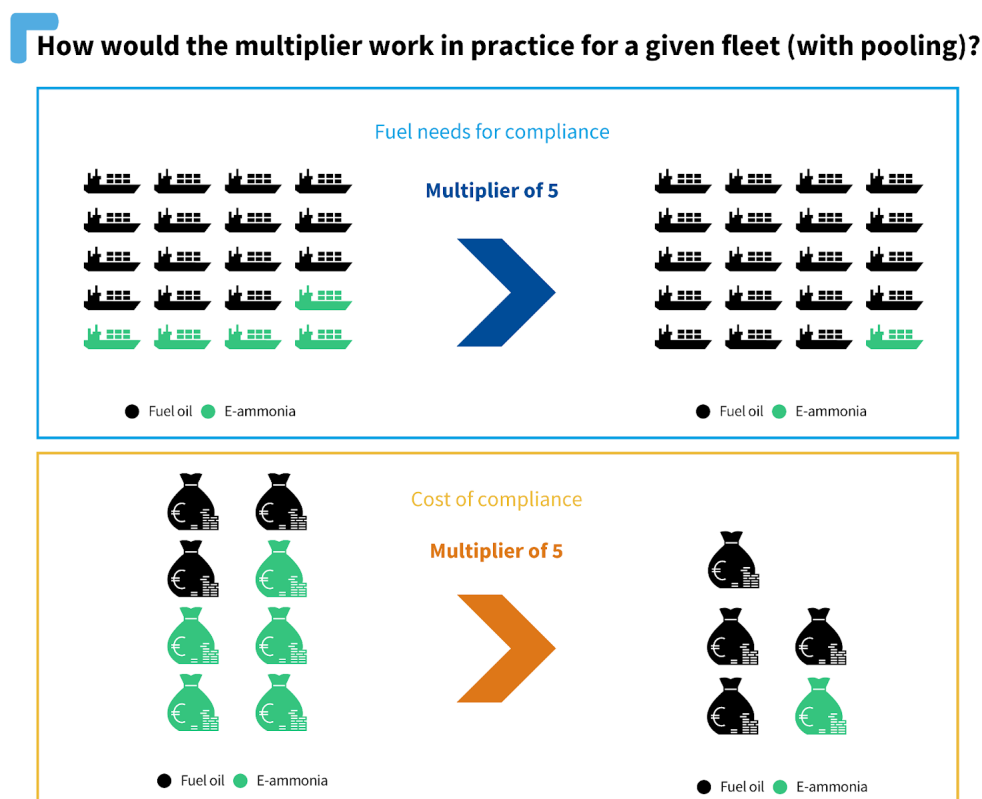 How would the multiplier work in practice for a given fleet (with pooling)?
Fuel needs for compliance
Multiplier of 5
Fuel oil E-ammonia
Fuel oil E-ammonia
Cost of compliance
Multiplier of 5
Fuel oil E-ammonia
Fuel oil E-ammonia